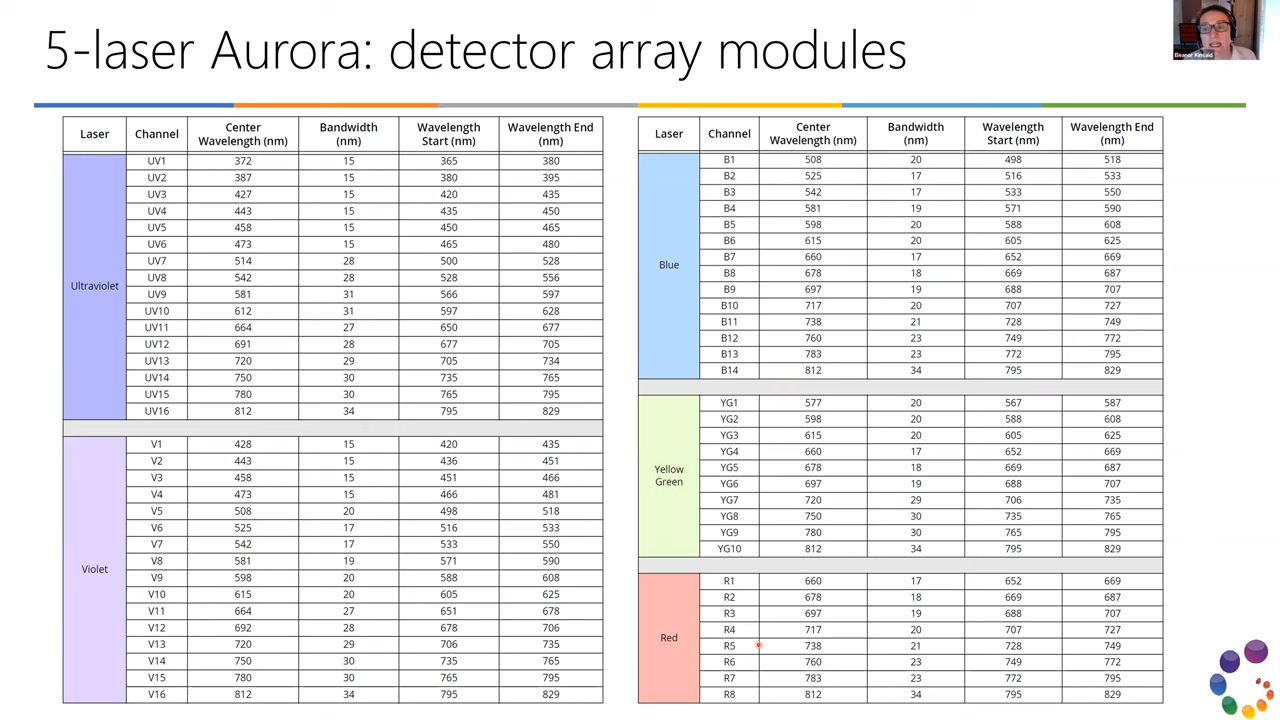 5-laser Aurora: detector array modules
Eleanor Kincaid
Laser Channel Center Wavelength (nm) Bandwidth (nm) Wavelength Start (nm) Wavelength End (nm)
Ultraviolet
UV1 372 15 365 380
UV2 387 15 380 395
UV3 427 15 420 435
UV4 443 15 435 450
UV5 458 15 450 465
UV6 473 15 465 480
UV7 514 28 500 528
UV8 542 28 528 556
UV9 581 31 566 597
UV10 612 31 597 628
UV11 664 27 650 677
UV12 691 28 677 705
UV13 720 29 705 734
UV14 750 30 735 765
UV15 780 30 765 795
UV16 812 34 795 829
Violet
V1 428 15 420 435
V2 443 15 436 451
V3 458 15 451 466
V4 473 15 466 481
V5 508 20 498 518
V6 525 17 516 533
V7 542 17 533 550
V8 581 19 571 590
V9 598 20 588 608
V10 615 20 605 625
V11 664 27 651 678
V12 692 28 678 706
V13 720 29 706 735
V14 750 30 735 765
V15 780 30 765 795
V16 812 34 795 829
Laser Channel Center Wavelength (nm) Bandwidth (nm) Wavelength Start (nm) Wavelength End (nm)
Blue
B1 508 20 498 518
B2 525 17 516 533
B3 542 17 533 550
B4 581 19 571 590
B5 598 20 588 608
B6 615 20 605 625
B7 660 17 652 669
B8 678 18 669 687
B9 697 19 688 707
B10 717 20 707 727
B11 738 21 728 749
B12 760 23 749 772
B13 783 23 772 795
B14 812 34 795 829
Yellow Green
YG1 577 20 567 587
YG2 598 20 588 608
YG3 615 20 605 625
YG4 660 17 652 669
YG5 678 18 669 687
YG6 697 19 688 707
YG7 720 29 706 735
YG8 750 30 735 765
YG9 780 30 765 795
YG10 812 34 795 829
Red
R1 660 17 652 669
R2 678 18 669 687
R3 697 19 688 707
R4 717 20 707 727
R5 738 21 728 749
R6 760 23 749 772
R7 783 23 772 795
R8 812 34 795 829